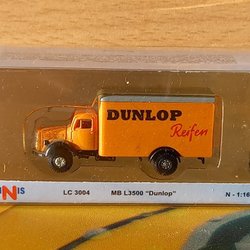 DUNLOP
Reifen
LC 3004 MB L3500 "Dunlop" N - 1:16